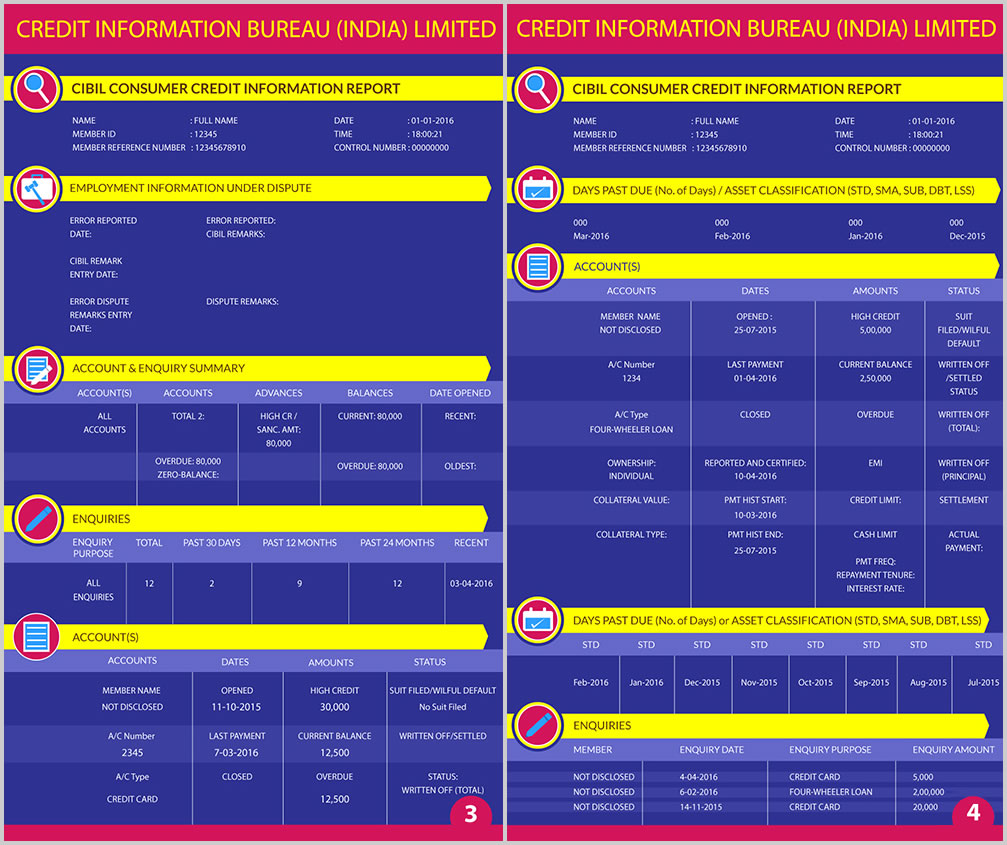 CREDIT INFORMATION BUREAU (INDIA) LIMITED
CIBIL CONSUMER CREDIT INFORMATION REPORT
NAME : FULL NAME DATE : 01-01-2016
MEMBER ID : 12345 TIME : 18:00:21
MEMBER REFERENCE NUMBER : 12345678910 CONTROL NUMBER : 00000000
EMPLOYMENT INFORMATION UNDER DISPUTE
ERROR REPORTED ERROR REPORTED:
DATE: CIBIL REMARKS:
CIBIL REMARK
ENTRY DATE:
ERROR DISPUTE DISPUTE REMARKS:
REMARKS ENTRY
DATE:
ACCOUNT & ENQUIRY SUMMARY
ACCOUNT(S) ACCOUNTS ADVANCES BALANCES DATE OPENED
ALL TOTAL 2: HIGH CR / CURRENT: 80,000 RECENT:
ACCOUNTS SANC. AMT:
80,000
OVERDUE: 80,000 OVERDUE: 80,000 OLDEST:
ZERO-BALANCE:
ENQUIRIES
ENQUIRY TOTAL PAST 30 DAYS PAST 12 MONTHS PAST 24 MONTHS RECENT
PURPOSE
ALL 12 2 9 12 03-04-2016
ENQUIRIES
ACCOUNT(S)
ACCOUNTS DATES AMOUNTS STATUS
MEMBER NAME OPENED HIGH CREDIT SUIT FILED/WILFUL DEFAULT
NOT DISCLOSED 11-10-2015 30,000 No Suit Filed
A/C Number LAST PAYMENT CURRENT BALANCE WRITTEN OFF/SETTLED
2345 7-03-2016 12,500
A/C Type CLOSED OVERDUE STATUS:
WRITTEN OFF (TOTAL)
CREDIT CARD 12,500
3
CREDIT INFORMATION BUREAU (INDIA) LIMITED
CIBIL CONSUMER CREDIT INFORMATION REPORT
NAME : FULL NAME DATE : 01-01-2016
MEMBER ID : 12345 TIME : 18:00:21
MEMBER REFERENCE NUMBER : 12345678910 CONTROL NUMBER : 00000000
DAYS PAST DUE (No. of Days) / ASSET CLASSIFICATION (STD, SMA, SUB, DBT, LSS)
000 000 000 000
Mar-2016 Feb-2016 Jan-2016 Dec-2015
ACCOUNT(S)
ACCOUNTS DATES AMOUNTS STATUS
MEMBER NAME OPENED : HIGH CREDIT SUIT
NOT DISCLOSED 25-07-2015 5,00,000 FILED/WILFUL
DEFAULT
A/C Number LAST PAYMENT CURRENT BALANCE WRITTEN OFF
1234 01-04-2016 2,50,000 /SETTLED
STATUS
A/C Type CLOSED OVERDUE WRITTEN OFF
FOUR-WHEELER LOAN (TOTAL):
OWNERSHIP: REPORTED AND CERTIFIED: EMI WRITTEN OFF
INDIVIDUAL 10-04-2016 (PRINCIPAL)
COLLATERAL VALUE: PMT HIST START: CREDIT LIMIT: SETTLEMENT
10-03-2016
COLLATERAL TYPE: PMT HIST END: CASH LIMIT ACTUAL
25-07-2015 PAYMENT:
PMT FREQ:
REPAYMENT TENURE:
INTEREST RATE:
DAYS PAST DUE (No. of Days) or ASSET CLASSIFICATION (STD, SMA, SUB, DBT, LSS)
STD STD STD STD STD STD STD STD
Feb-2016 Jan-2016 Dec-2015 Nov-2015 Oct-2015 Sep-2015 Aug-2015 Jul-2015
ENQUIRIES
MEMBER ENQUIRY DATE ENQUIRY PURPOSE ENQUIRY AMOUNT
NOT DISCLOSED 4-04-2016 CREDIT CARD 5,000
NOT DISCLOSED 6-02-2016 FOUR-WHEELER LOAN 2,00,000
NOT DISCLOSED 14-11-2015 CREDIT CARD 20,000
4